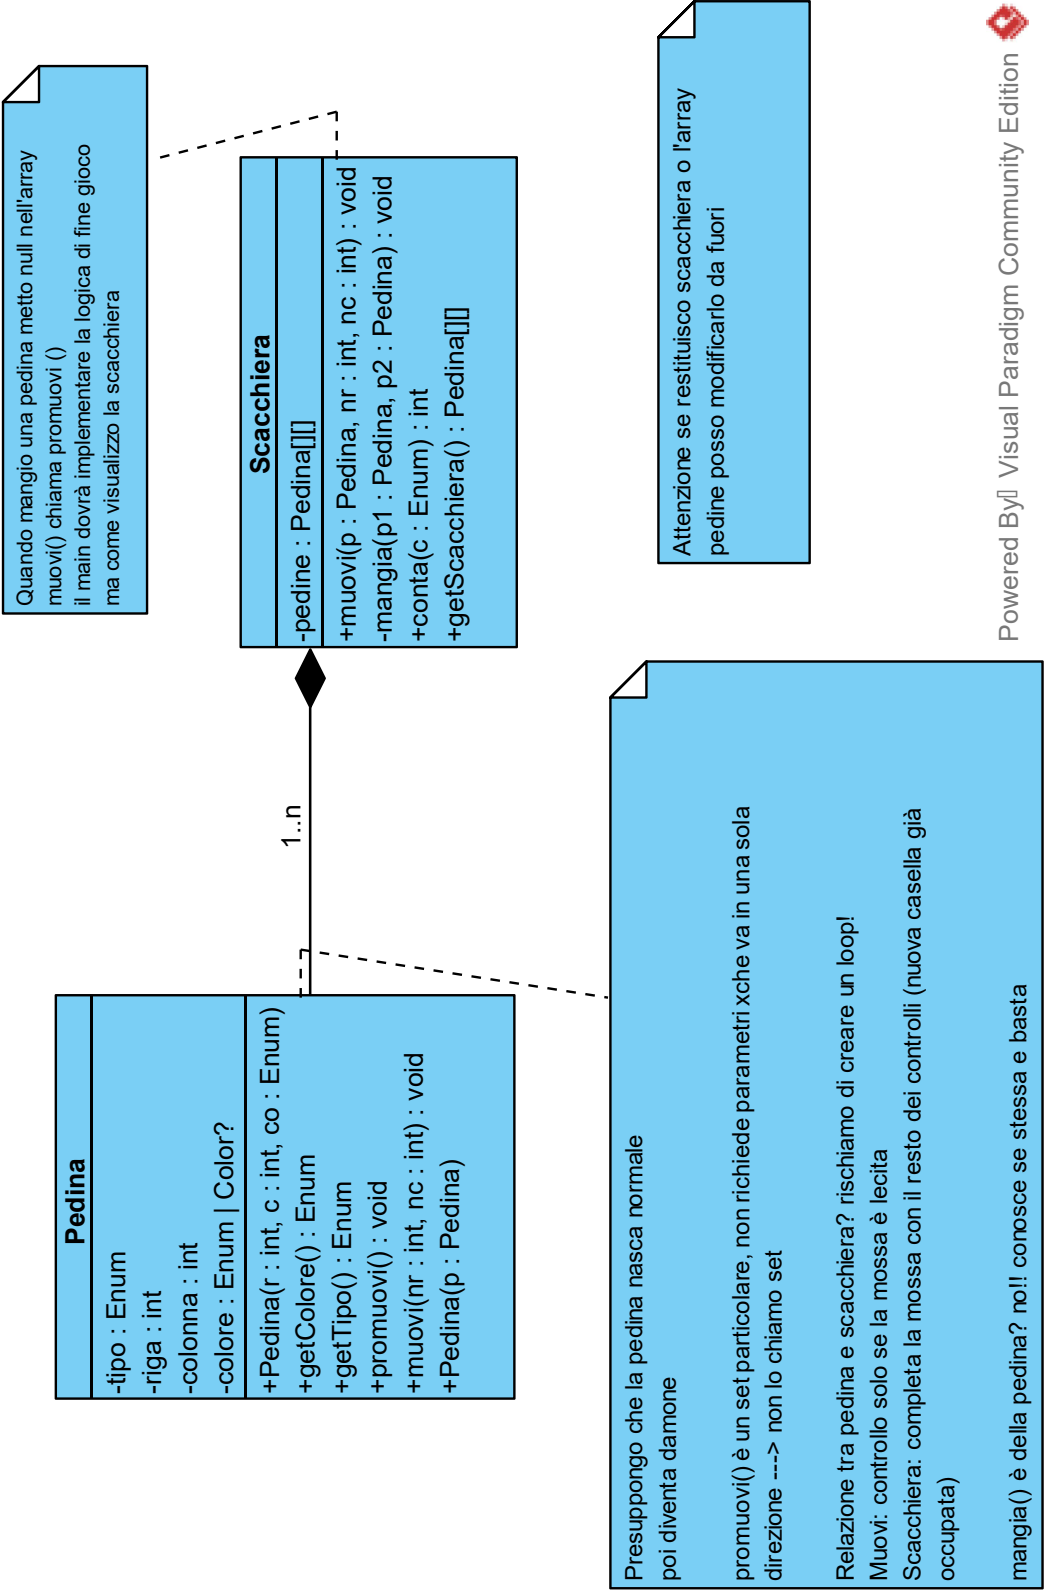 Quando mangio una pedina metto null nell'array
muovi() chiama promuovi ()
il main dovrà implementare la logica di fine gioco
ma come visualizzo la scacchiera
Pedina
-tipo : Enum
-riga : int
-colonna : int
-colore : Enum | Color?
+Pedina(r : int, c : int, co : Enum)
+getColore() : Enum
+getTipo() : Enum
+promuovi() : void
+muovi(nr : int, nc : int) : void
+Pedina(p : Pedina)
1..n
Scacchiera
-pedine : Pedina[][]
+muovi(p : Pedina, nr : int, nc : int) : void
-mangia(p1 : Pedina, p2 : Pedina) : void
+conta(c : Enum) : int
+getScacchiera() : Pedina[][]
Presuppongo che la pedina nasca normale
poi diventa damone
promuovi() è un set particolare, non richiede parametri xche va in una sola
direzione ---> non lo chiamo set
Relazione tra pedina e scacchiera? rischiamo di creare un loop!
Muovi: controllo solo se la mossa è lecita
Scacchiera: completa la mossa con il resto dei controlli (nuova casella già
occupata)
mangia() è della pedina? no!! conosce se stessa e basta
Attenzione se restituisco scacchiera o l'array
pedine posso modificarlo da fuori
Powered By Visual Paradigm Community Edition